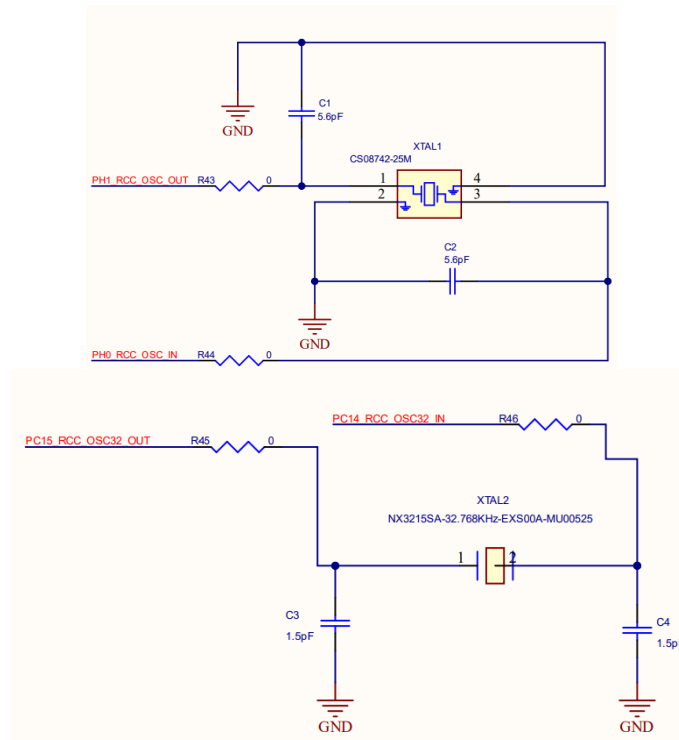 C1
5.6pF
GND
XTAL1
CS08742-25M
PH1_RCC_OSC_OUT R43 0 1 4
2 3
C2
5.6pF
GND
PH0_RCC_OSC_IN R44 0
PC14_RCC_OSC32_IN R46 0
PC15_RCC_OSC32_OUT R45 0
XTAL2
NX3215SA-32.768KHz-EXS00A-MU00525
1 2
C3 C4
1.5pF 1.5p
GND GND